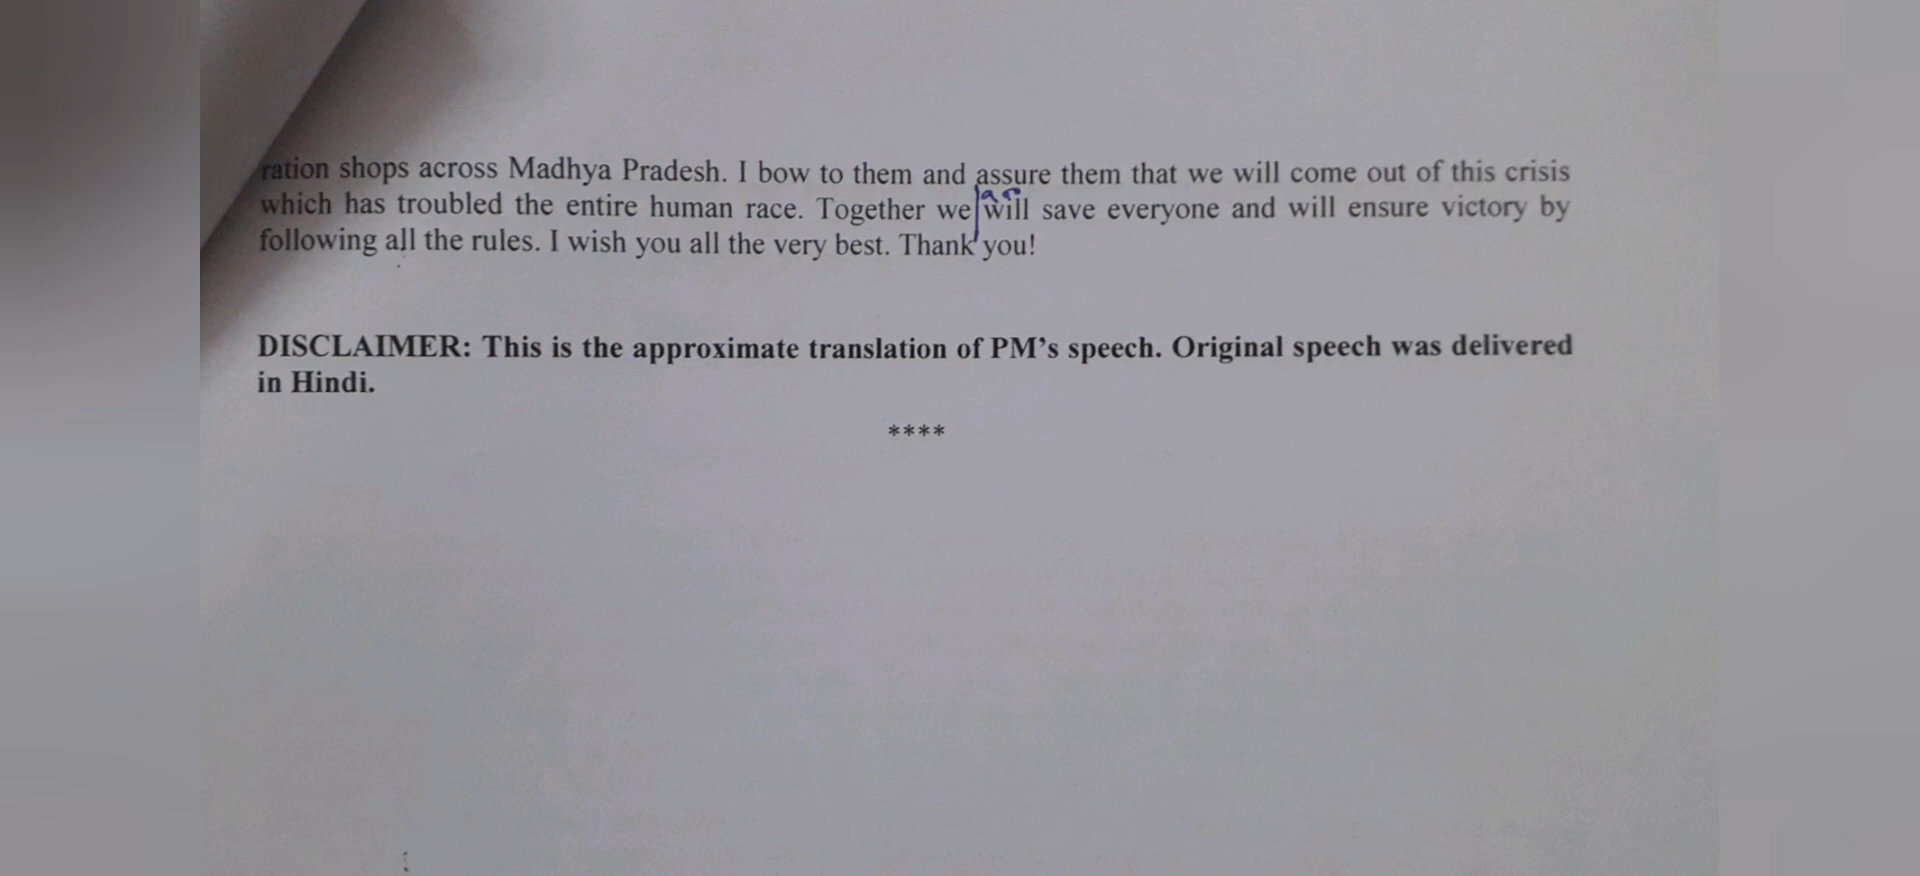 ration shops across Madhya Pradesh. I bow to them and assure them that we will come out of this crisis
which has troubled the entire human race. Together we will save everyone and will ensure victory by
following all the rules. I wish you all the very best. Thank you!
DISCLAIMER: This is the approximate translation of PM's speech. Original speech was delivered
in Hindi.
****